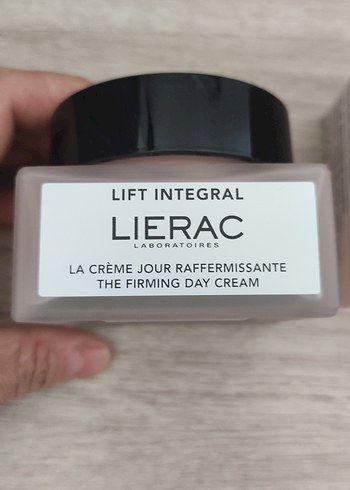 LIFT INTEGRAL
LIERAC
LABORATOIRES
LA CRÈME JOUR RAFFERMISSANTE
THE FIRMING DAY CREAM